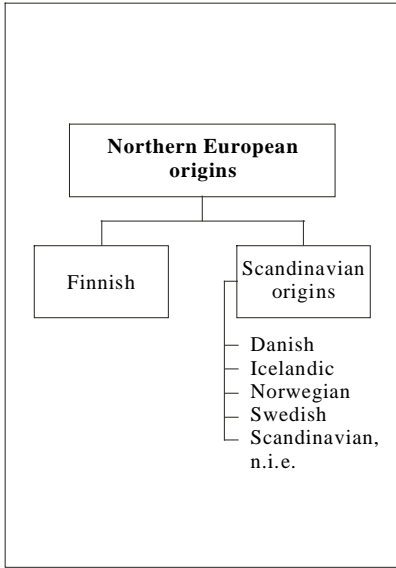 Northern European
origins
Finnish
Scandinavian
origins
Danish
Icelandic
Norwegian
Swedish
Scandinavian,
n.i.e.